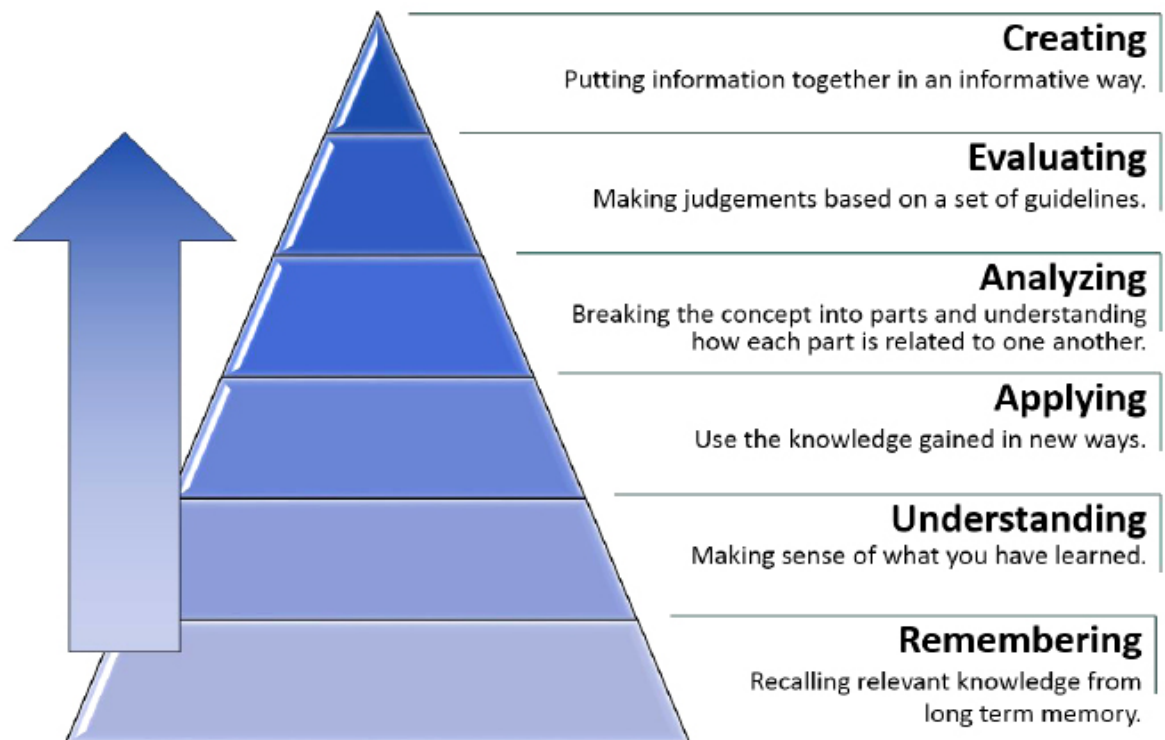 Creating
Putting information together in an informative way.
Evaluating
Making judgements based on a set of guidelines.
Analyzing
Breaking the concept into parts and understanding
how each part is related to one another.
Applying
Use the knowledge gained in new ways.
Understanding
Making sense of what you have learned.
Remembering
Recalling relevant knowledge from
long term memory.